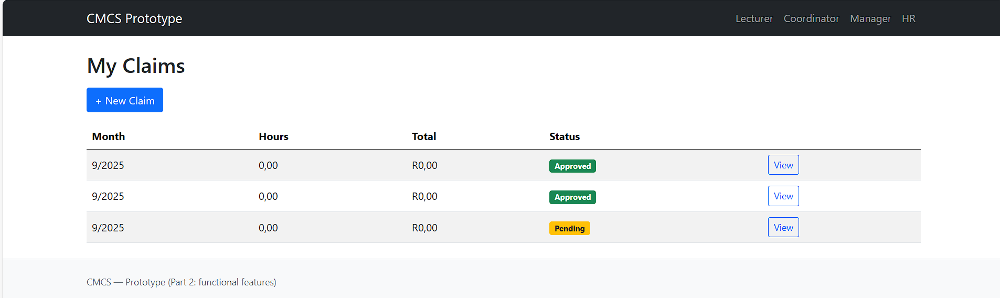 CMCS Prototype Lecturer Coordinator Manager HR
My Claims
+ New Claim
Month Hours Total Status
9/2025 0,00 R0,00 Approved View
9/2025 0,00 R0,00 Approved View
9/2025 0,00 R0,00 Pending View
CMCS — Prototype (Part 2: functional features)